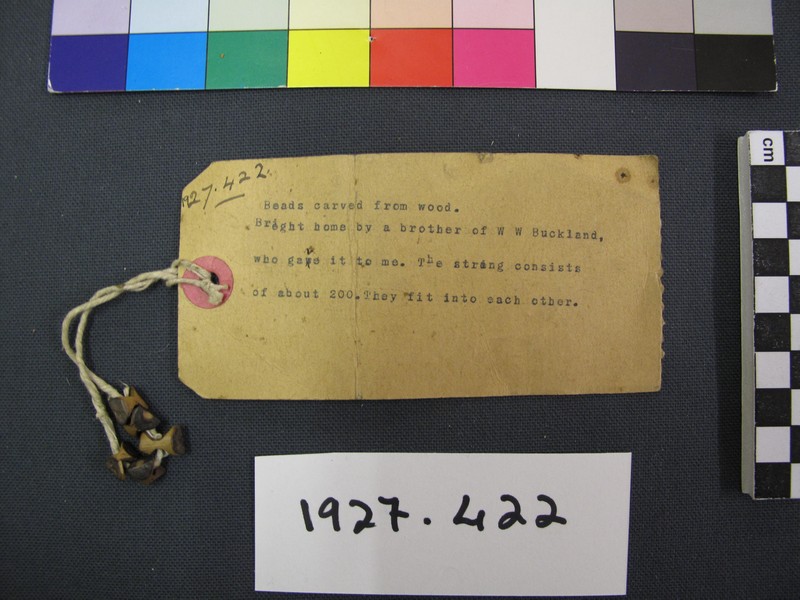 1927.422.
Beads carved from wood.
Bright home by a brother of W W Buckland,
who gave it to me. The string consists
of about 200.They fit into each other.
cm
1927.422